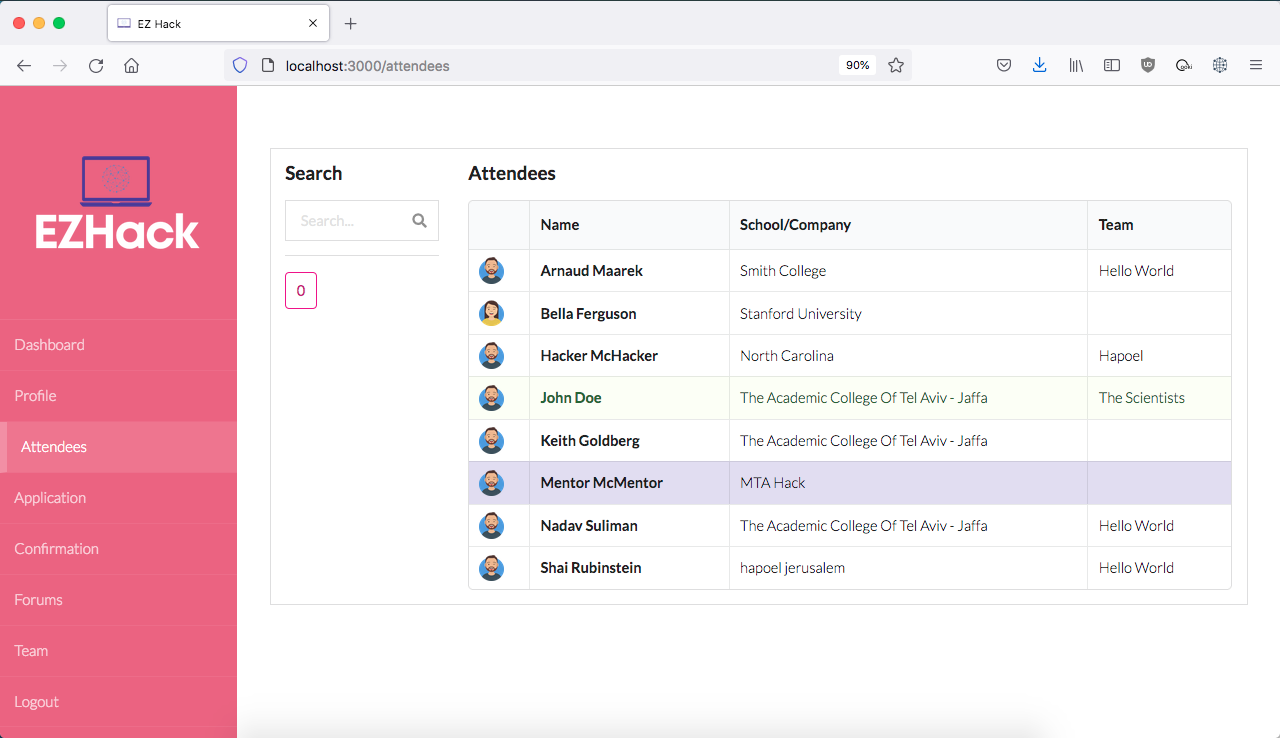 EZ Hack
localhost:3000/attendees
90%
EZHack
Dashboard
Profile
Attendees
Application
Confirmation
Forums
Team
Logout
Search
Search...
0
Attendees
Name School/Company Team
Arnaud Maarek Smith College Hello World
Bella Ferguson Stanford University
Hacker McHacker North Carolina Hapoel
John Doe The Academic College Of Tel Aviv - Jaffa The Scientists
Keith Goldberg The Academic College Of Tel Aviv - Jaffa
Mentor McMentor MTA Hack
Nadav Suliman The Academic College Of Tel Aviv - Jaffa Hello World
Shai Rubinstein hapoel jerusalem Hello World